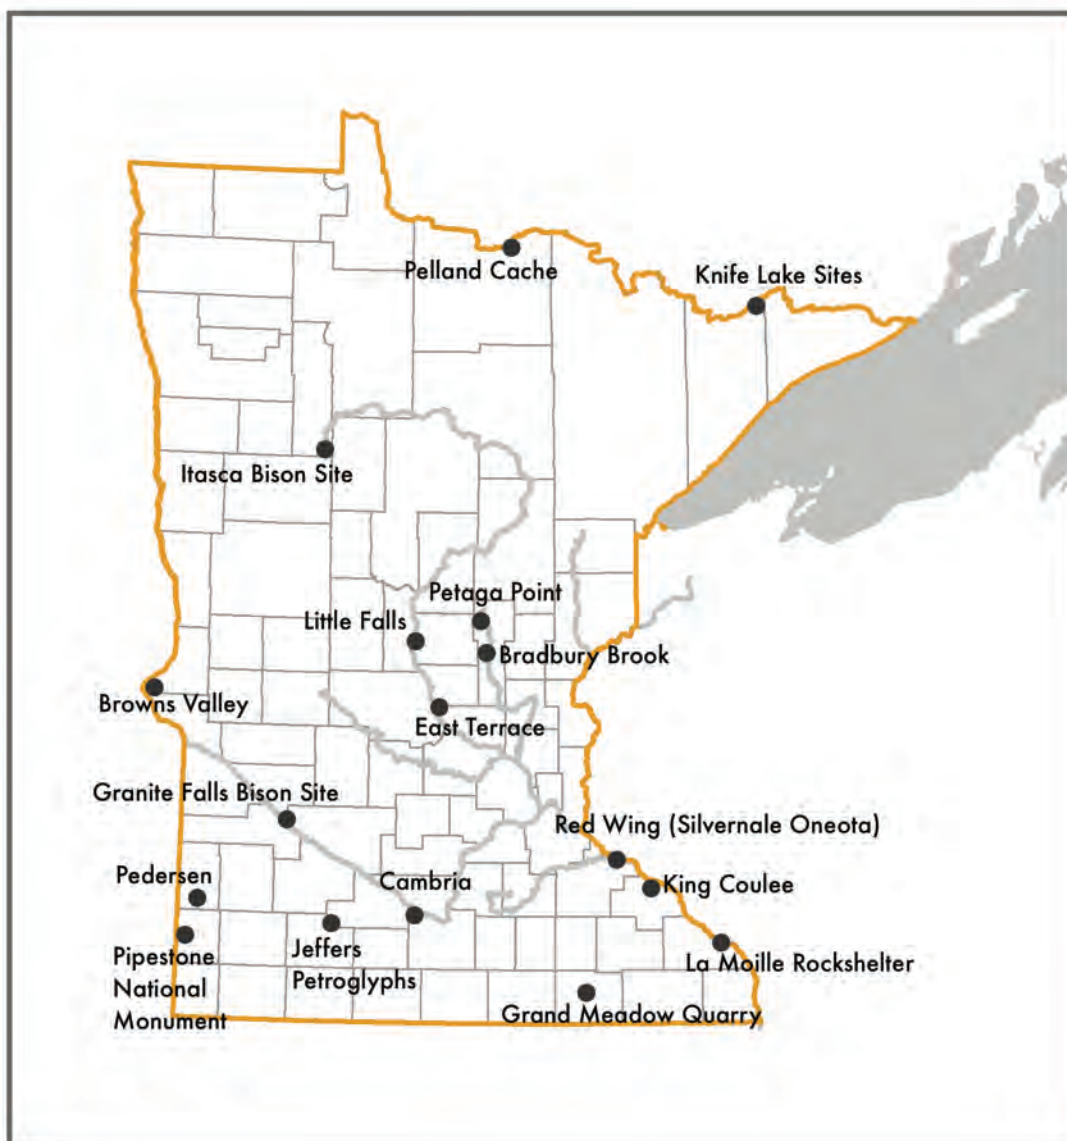 Pelland Cache
Knife Lake Sites
Itasca Bison Site
Petaga Point
Little Falls
Bradbury Brook
Browns Valley
East Terrace
Granite Falls Bison Site
Red Wing (Silvernale Oneota)
Pedersen
Cambria
King Coulee
Pipestone
National
Monument
Jeffers
Petroglyphs
La Moille Rockshelter
Grand Meadow Quarry